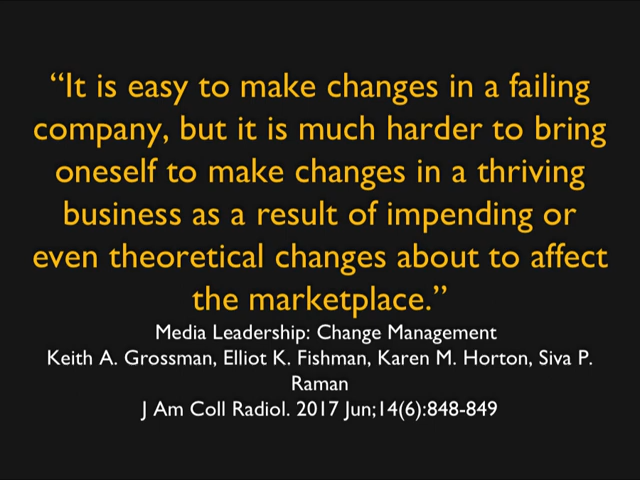 “It is easy to make changes in a failing
company, but it is much harder to bring
oneself to make changes in a thriving
business as a result of impending or
even theoretical changes about to affect
the marketplace.”
Media Leadership: Change Management
Keith A. Grossman, Elliot K. Fishman, Karen M. Horton, Siva P.
Raman
J Am Coll Radiol. 2017 Jun;14(6):848-849